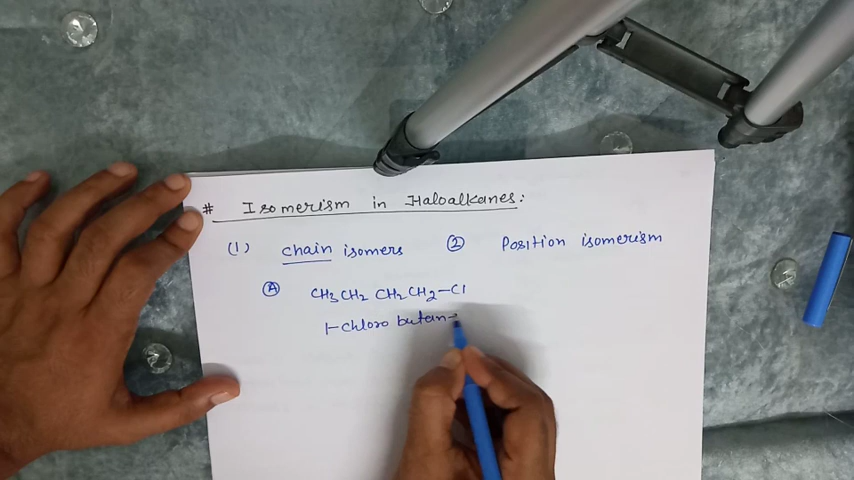 # Isomerism in Haloalkanes:
(1) chain isomers ② Position isomerism
Ⓐ CH₃CH₂ CH₂CH₂-Cl
1-chloro butan